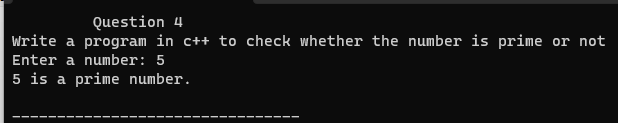 Question 4
Write a program in c++ to check whether the number is prime or not
Enter a number: 5
5 is a prime number.
________________________________